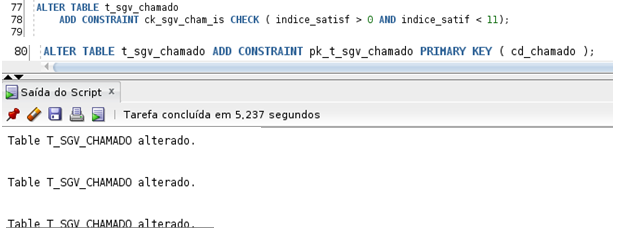 77 ALTER TABLE t_sgv_chamado
78 ADD CONSTRAINT ck_sgv_cham_is CHECK ( indice_satisf > 0 AND indice_satif < 11);
79
80 ALTER TABLE t_sgv_chamado ADD CONSTRAINT pk_t_sgv_chamado PRIMARY KEY ( cd_chamado );
Saída do Script x
Tarefa concluída em 5,237 segundos
Table T_SGV_CHAMADO alterado.
Table T_SGV_CHAMADO alterado.
Table T_SGV_CHAMADO alterado.